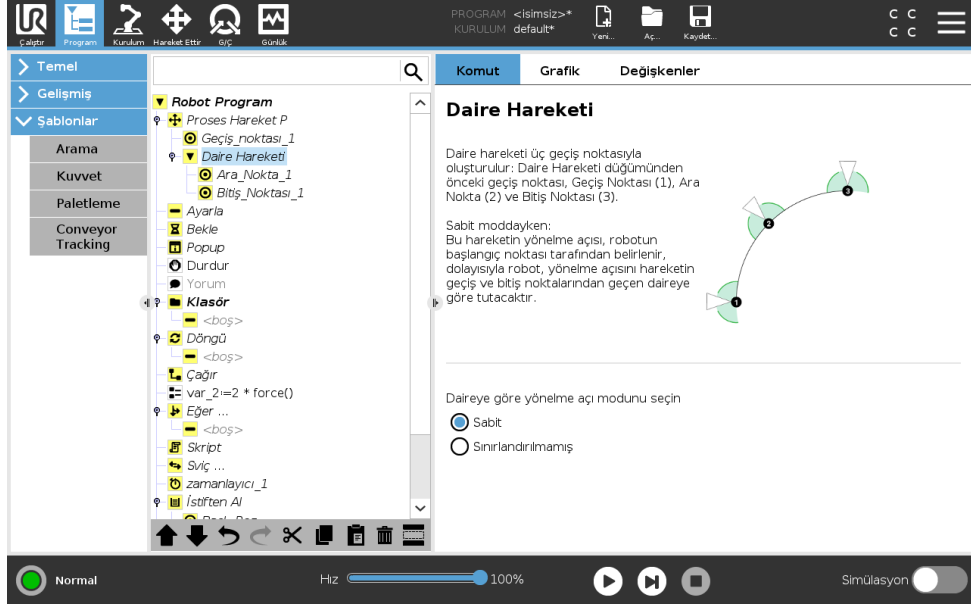 PROGRAM <isimsiz>*
KURULUM default*
C C
C C
UR
Çalıştır
Program
Kurulum
Hareket Ettir
G/Ç
Günlük
Yeni...
Aç...
Kaydet...
Temel
Gelişmiş
Şablonlar
Arama
Kuvvet
Paletleme
Conveyor
Tracking
Robot Program
Proses Hareket P
Geçiş_noktası_1
Daire Hareketi
Ara_Nokta_1
Bitiş_Noktası_1
Ayarla
Bekle
Popup
Durdur
Yorum
Klasör
<boş>
Döngü
<boş>
Çağır
var_2:=2 * force()
Eğer ...
<boş>
Skript
Sviç ...
zamanlayıcı_1
İstiften Al
Komut
Grafik
Değişkenler
Daire Hareketi
Daire hareketi üç geçiş noktasıyla
oluşturulur: Daire Hareketi düğümünden
önceki geçiş noktası, Geçiş Noktası (1), Ara
Nokta (2) ve Bitiş Noktası (3).
Sabit moddayken:
Bu hareketin yönelme açısı, robotun
başlangıç noktası tarafından belirlenir,
dolayısıyla robot, yönelme açısını hareketin
geçiş ve bitiş noktalarından geçen daireye
göre tutacaktır.
3
2
1
Daireye göre yönelme açı modunu seçin
Sabit
Sınırlandırılmamış
Normal
Hız
100%
Simülasyon